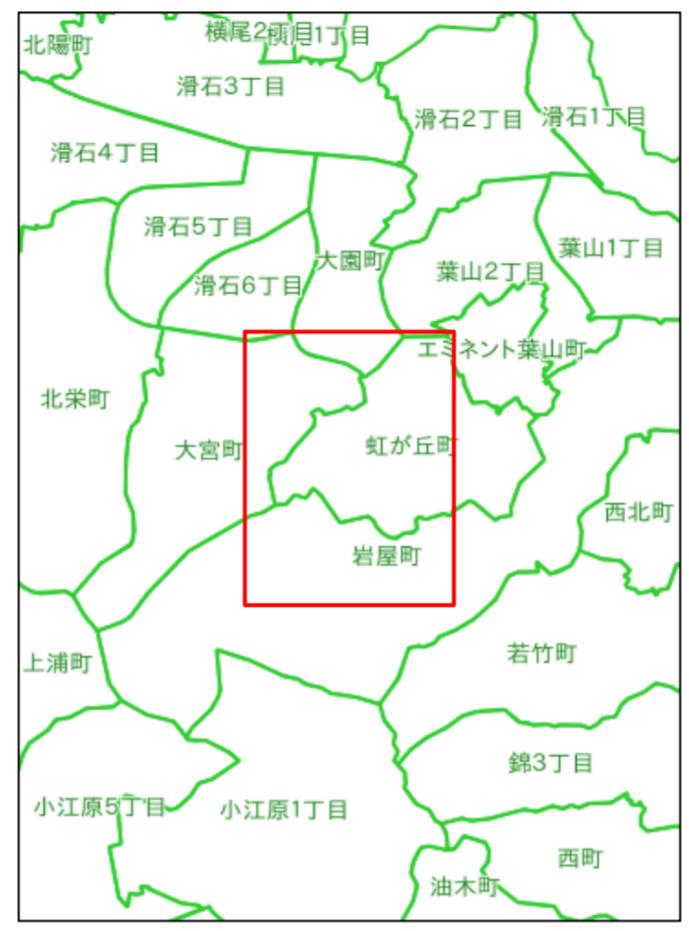 横尾2丁目
横尾1丁目
北陽町
滑石3丁目
滑石2丁目
滑石1丁目
滑石4丁目
滑石5丁目
葉山1丁目
大園町
葉山2丁目
滑石6丁目
エミネント葉山町
北栄町
大宮町
虹が丘町
西北町
岩屋町
上浦町
若竹町
錦3丁目
小江原5丁目
小江原1丁目
西町
油木町